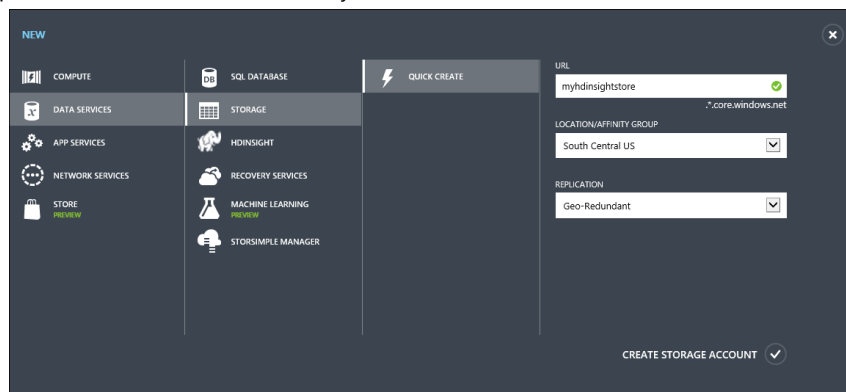 NEW
COMPUTE
DATA SERVICES
APP SERVICES
NETWORK SERVICES
STORE
PREVIEW
DB
SQL DATABASE
STORAGE
HDINSIGHT
RECOVERY SERVICES
MACHINE LEARNING
PREVIEW
STORSIMPLE MANAGER
QUICK CREATE
URL
myhdinsightstore
.*.core.windows.net
LOCATION/AFFINITY GROUP
South Central US
REPLICATION
Geo-Redundant
CREATE STORAGE ACCOUNT